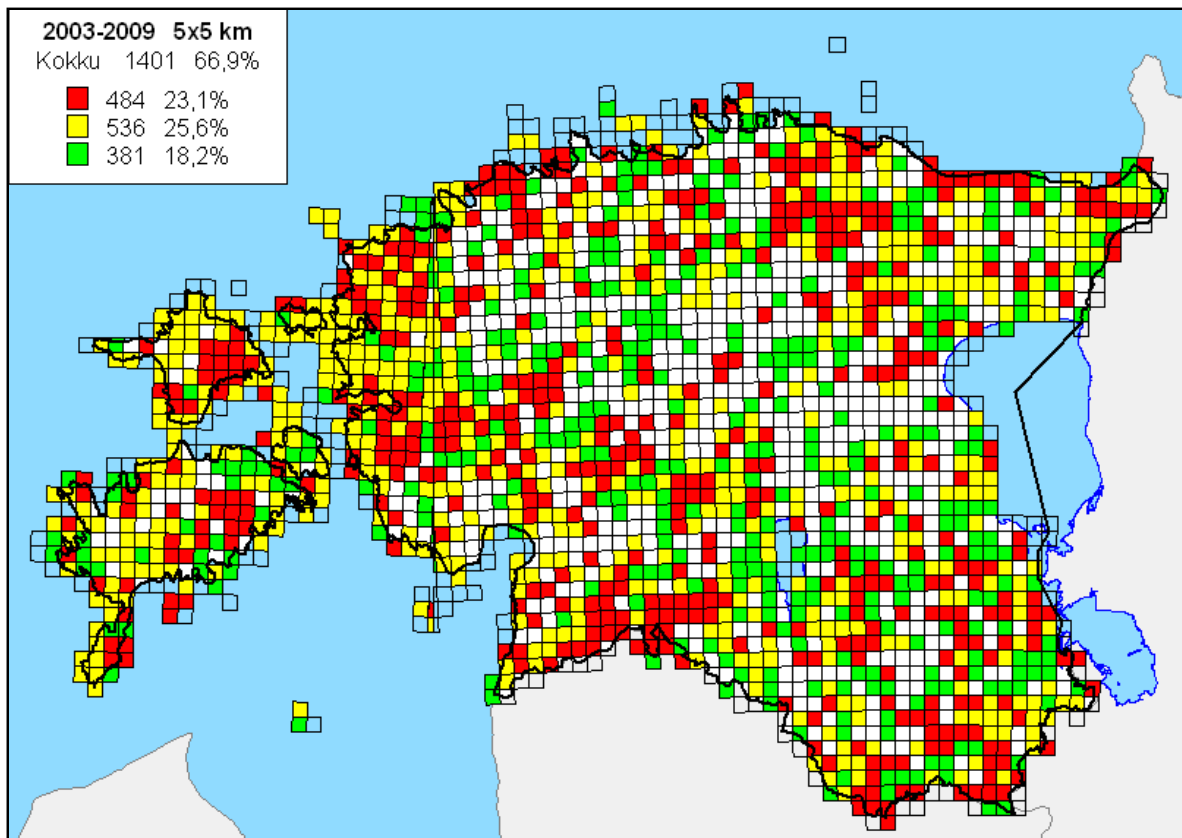 2003-2009 5x5 km
Kokku 1401 66,9%
484 23,1%
536 25,6%
381 18,2%